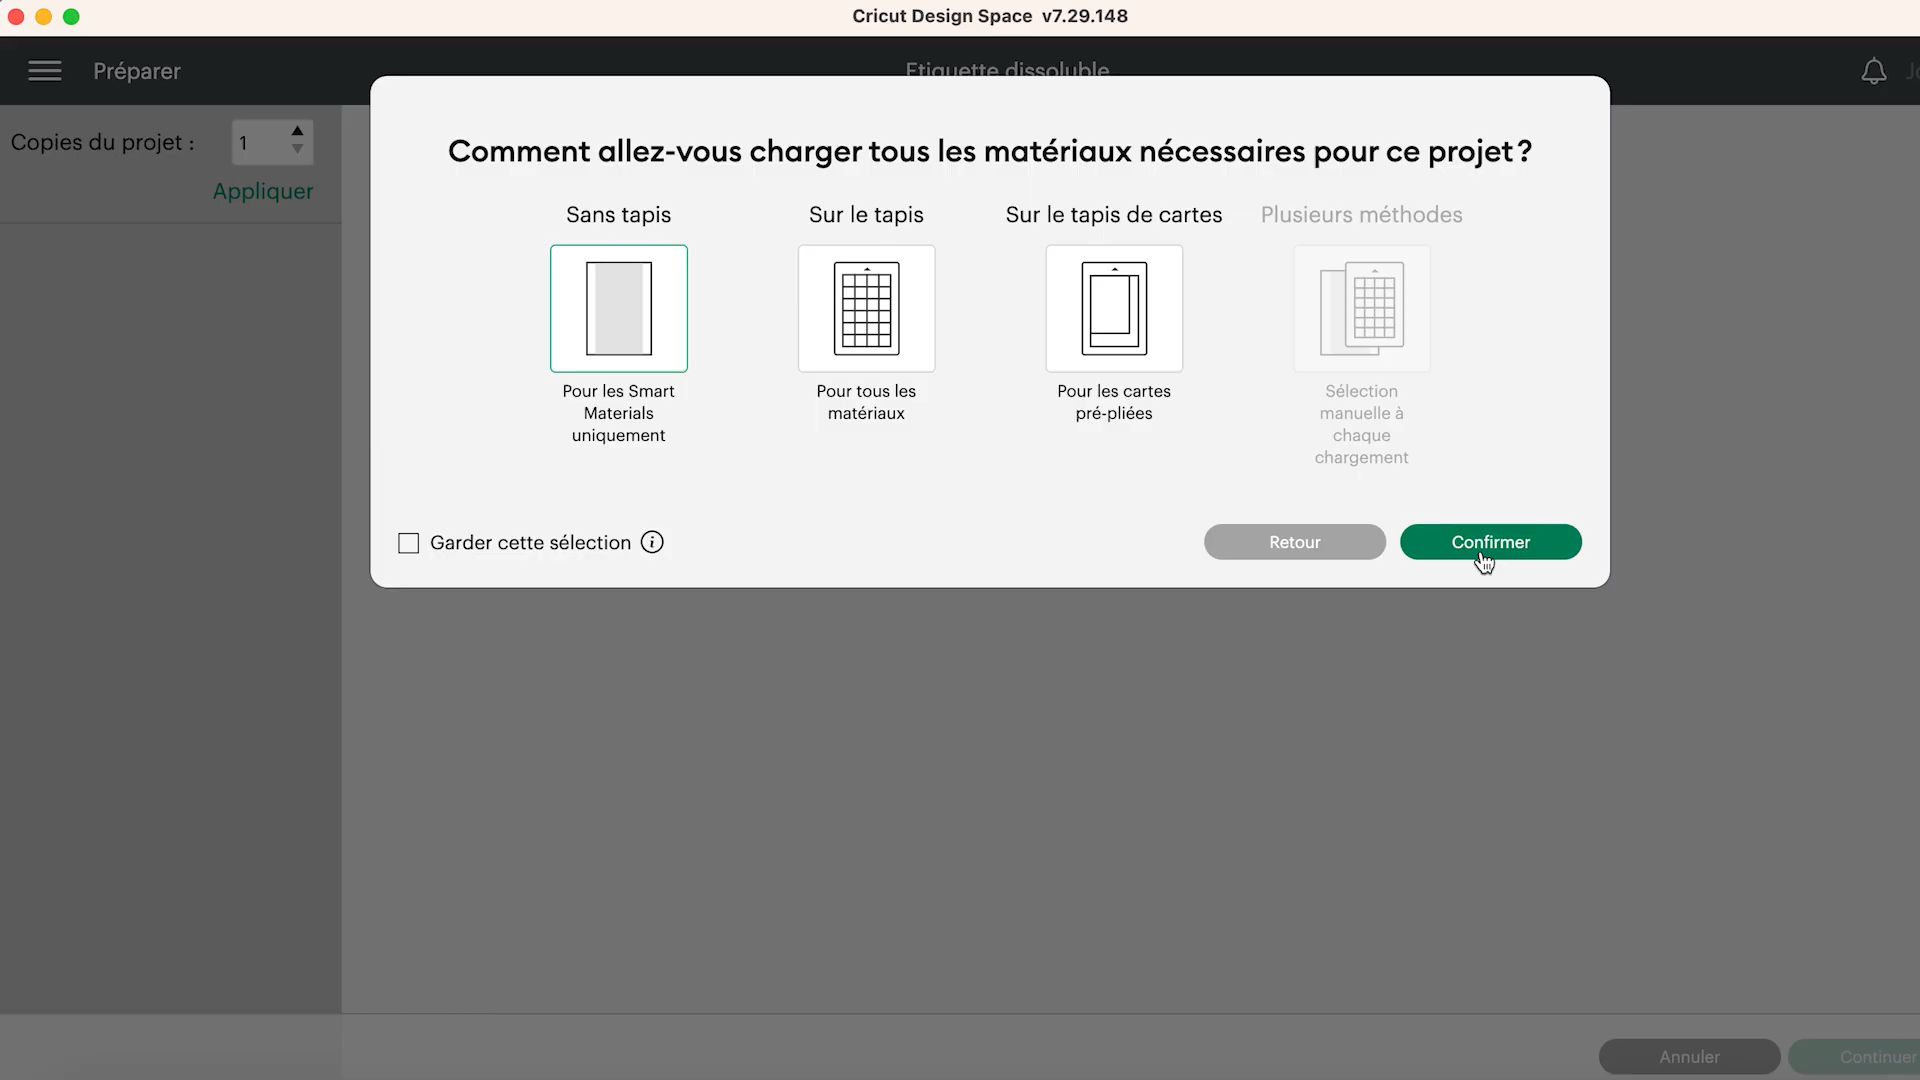 Cricut Design Space v7.29.148
Préparer
Etiquette dissoluble
Copies du projet :
1
Appliquer
Comment allez-vous charger tous les matériaux nécessaires pour ce projet?
Sans tapis
Sur le tapis
Sur le tapis de cartes
Plusieurs méthodes
Pour les Smart
Materials
uniquement
Pour tous les
matériaux
Pour les cartes
pré-pliées
Sélection
manuelle à
chaque
chargement
Garder cette sélection
Retour
Confirmer
Annuler
Continuer